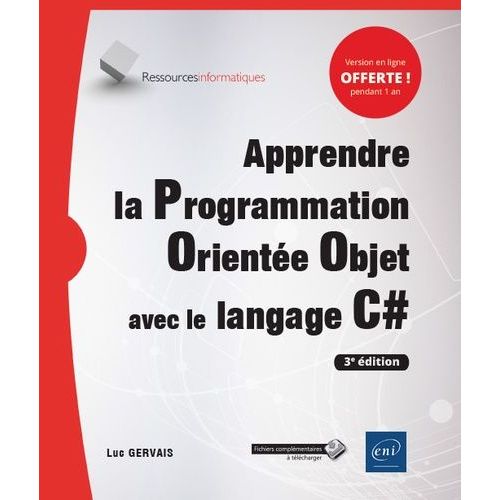 Ressourcesinformatiques
Version en ligne
OFFERTE !
pendant 1 an
Apprendre
la Programmation
Orientée Objet
avec le langage C#
3e édition
Luc GERVAIS
Fichiers complémentaires
à télécharger
eni